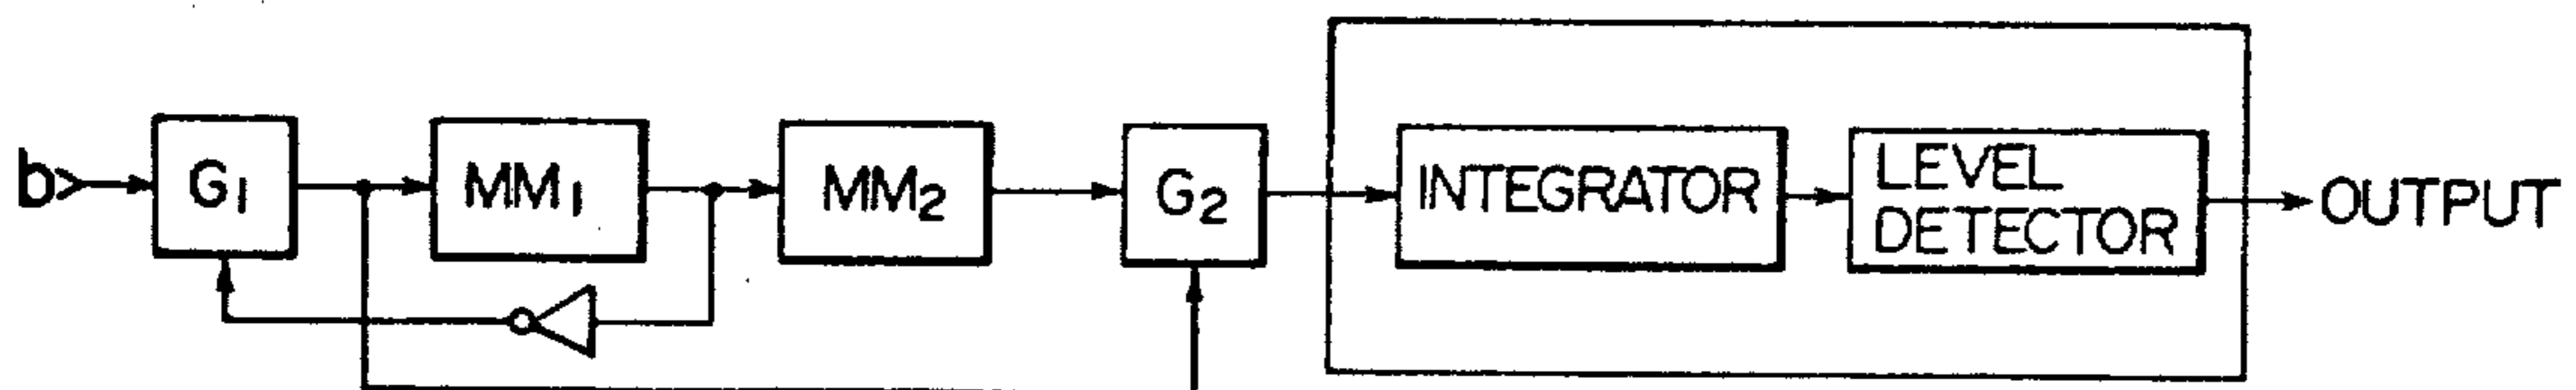 b
G₁
MM₁
MM₂
G₂
INTEGRATOR
LEVEL
DETECTOR
OUTPUT